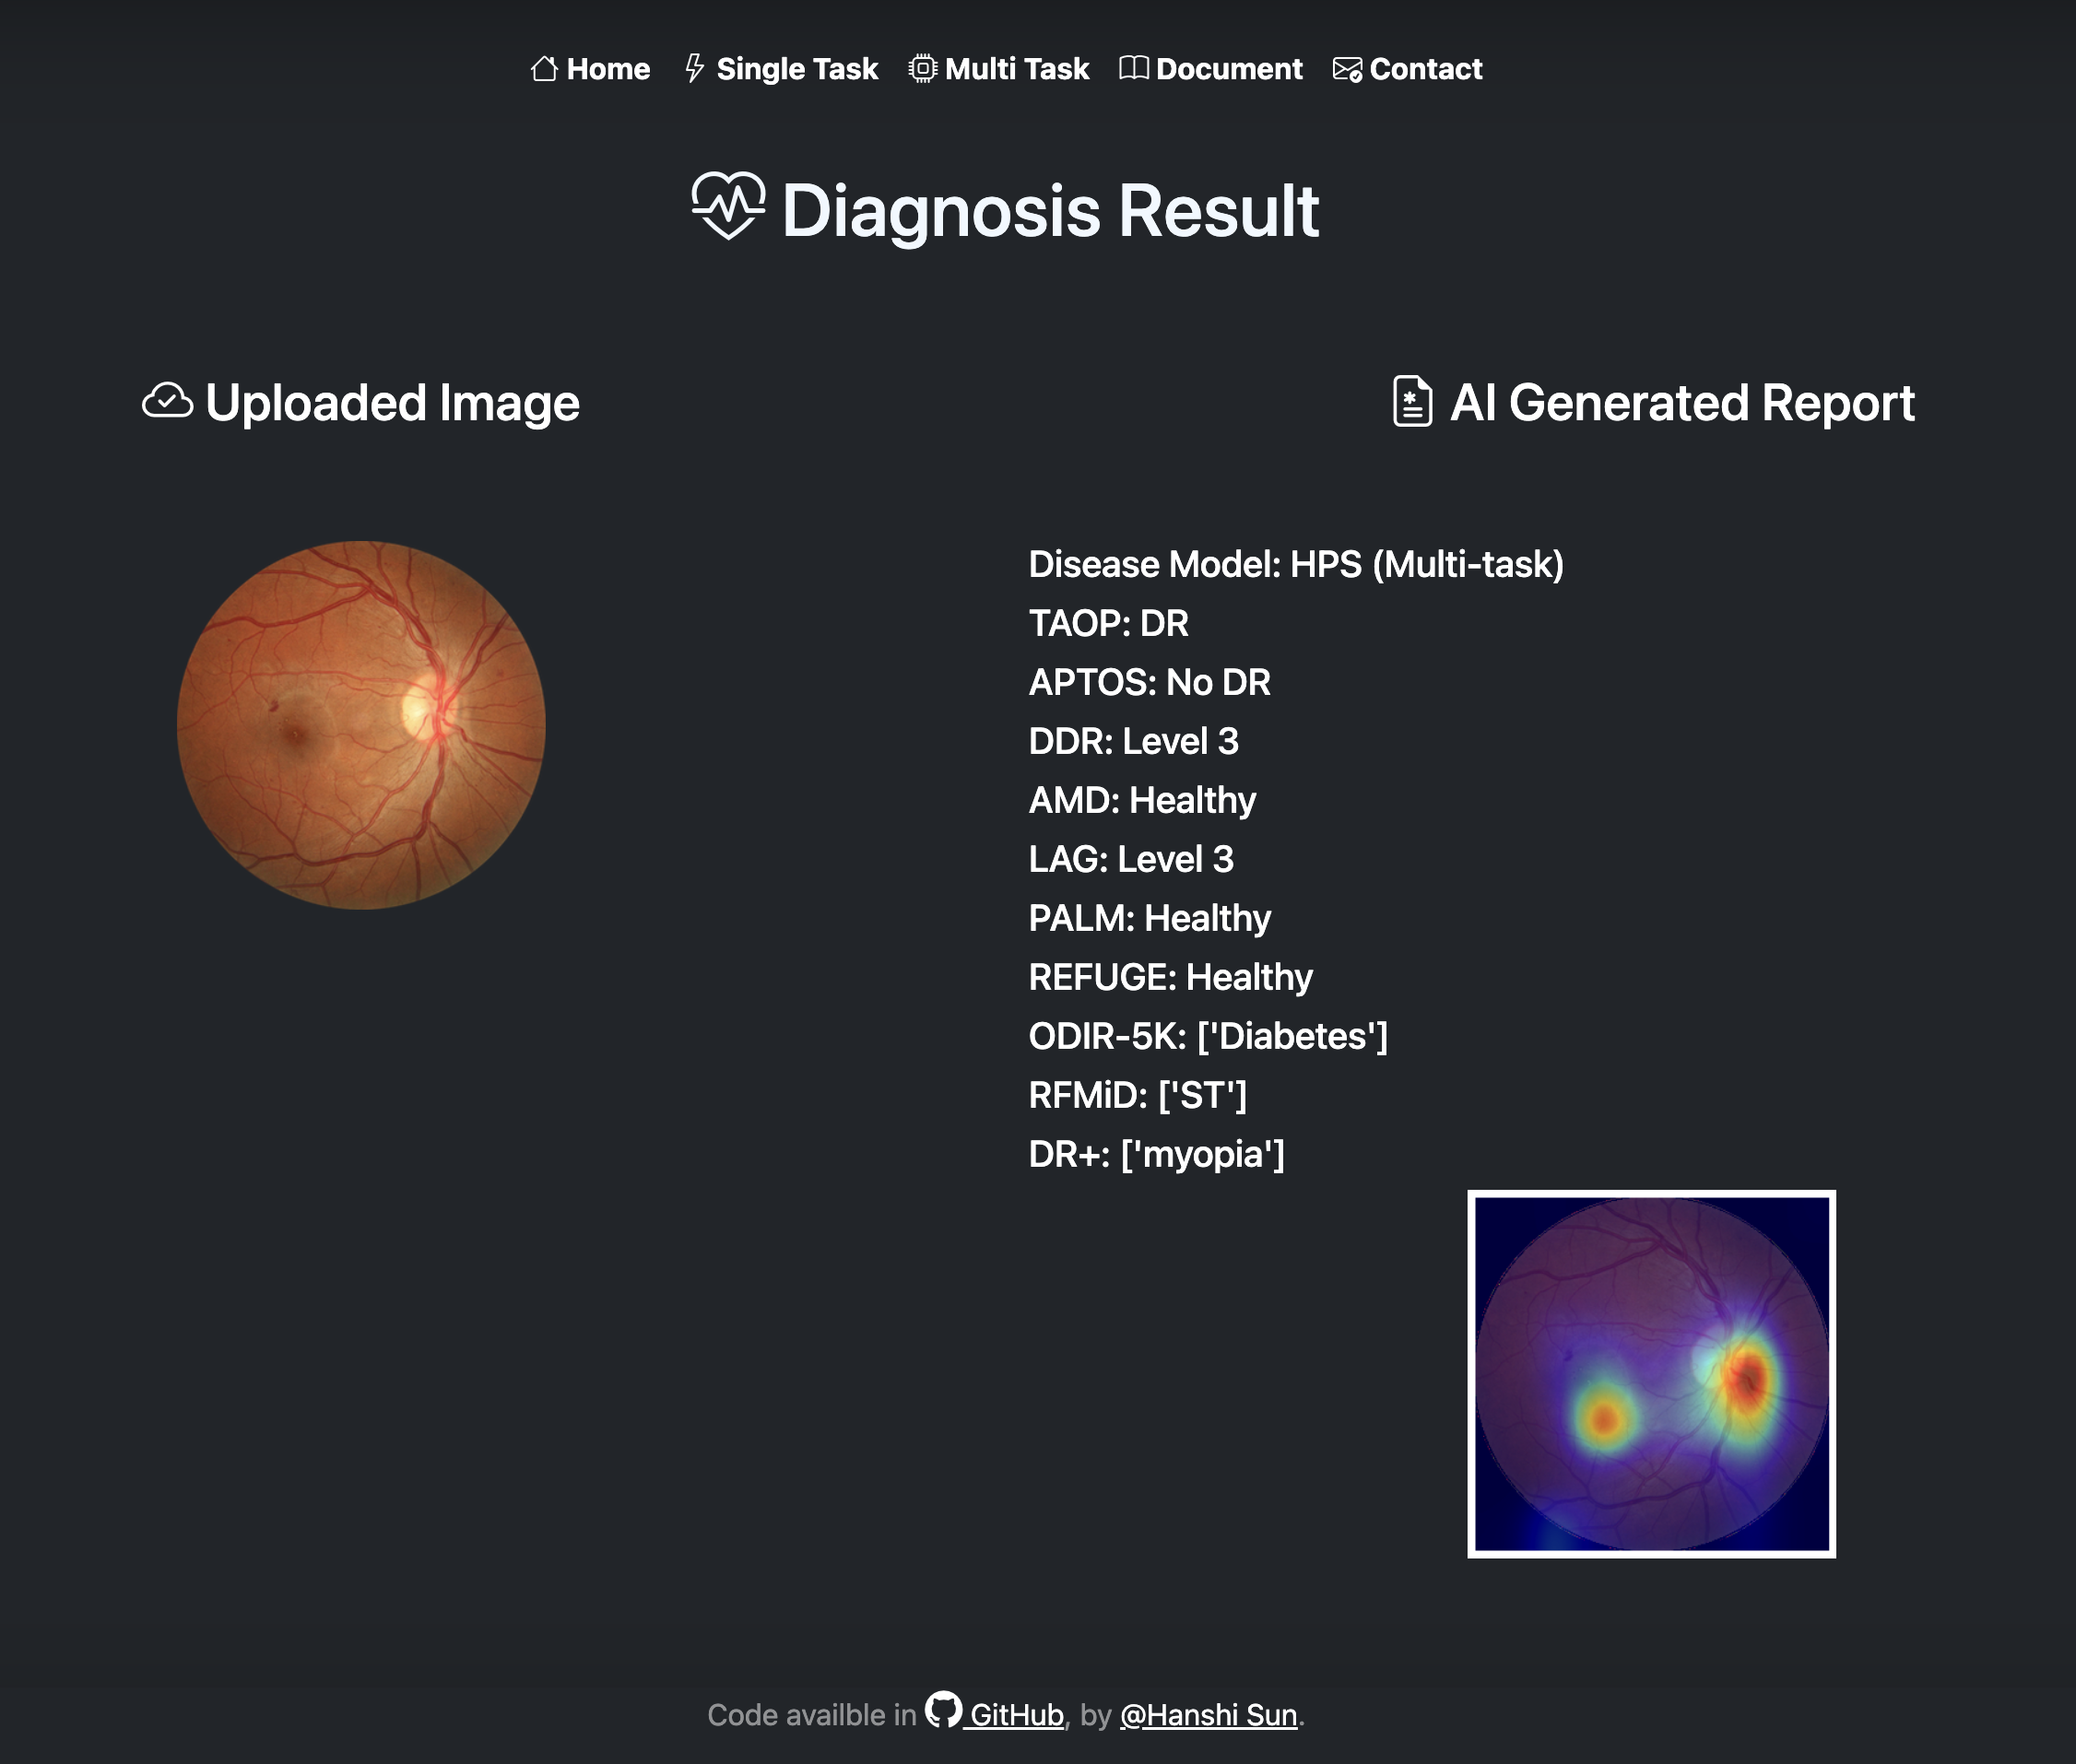 Home Single Task Multi Task Document Contact
Diagnosis Result
Uploaded Image
AI Generated Report
Disease Model: HPS (Multi-task)
TAOP: DR
APTOS: No DR
DDR: Level 3
AMD: Healthy
LAG: Level 3
PALM: Healthy
REFUGE: Healthy
ODIR-5K: ['Diabetes']
RFMiD: ['ST']
DR+: ['myopia']
Code availble in GitHub, by @Hanshi Sun.